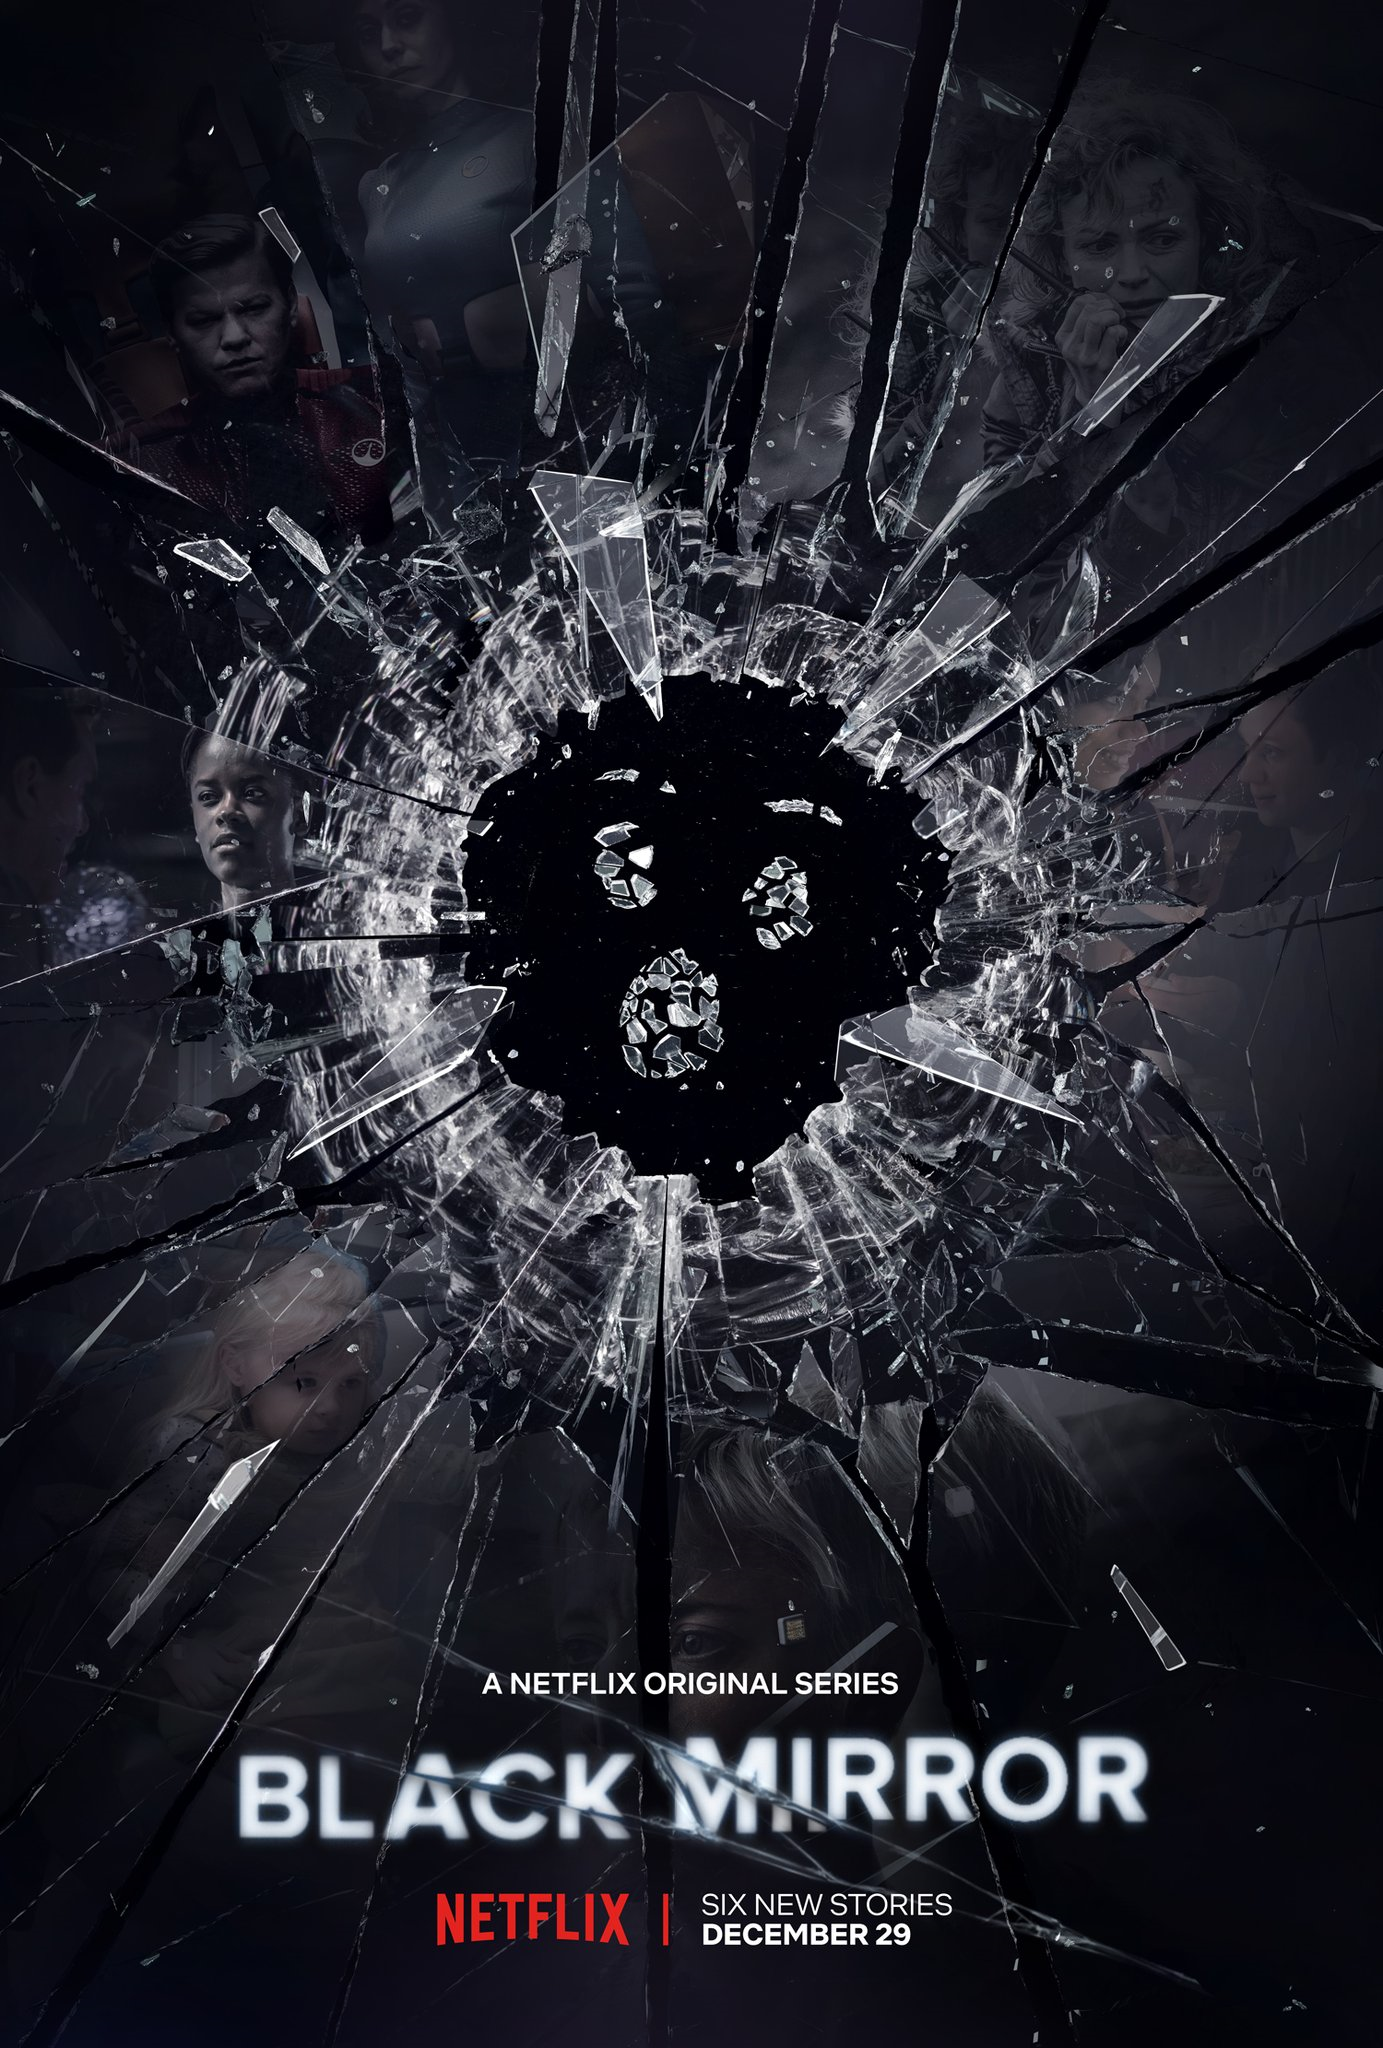 A NETFLIX ORIGINAL SERIES
BLACK MIRROR
NETFLIX
SIX NEW STORIES
DECEMBER 29